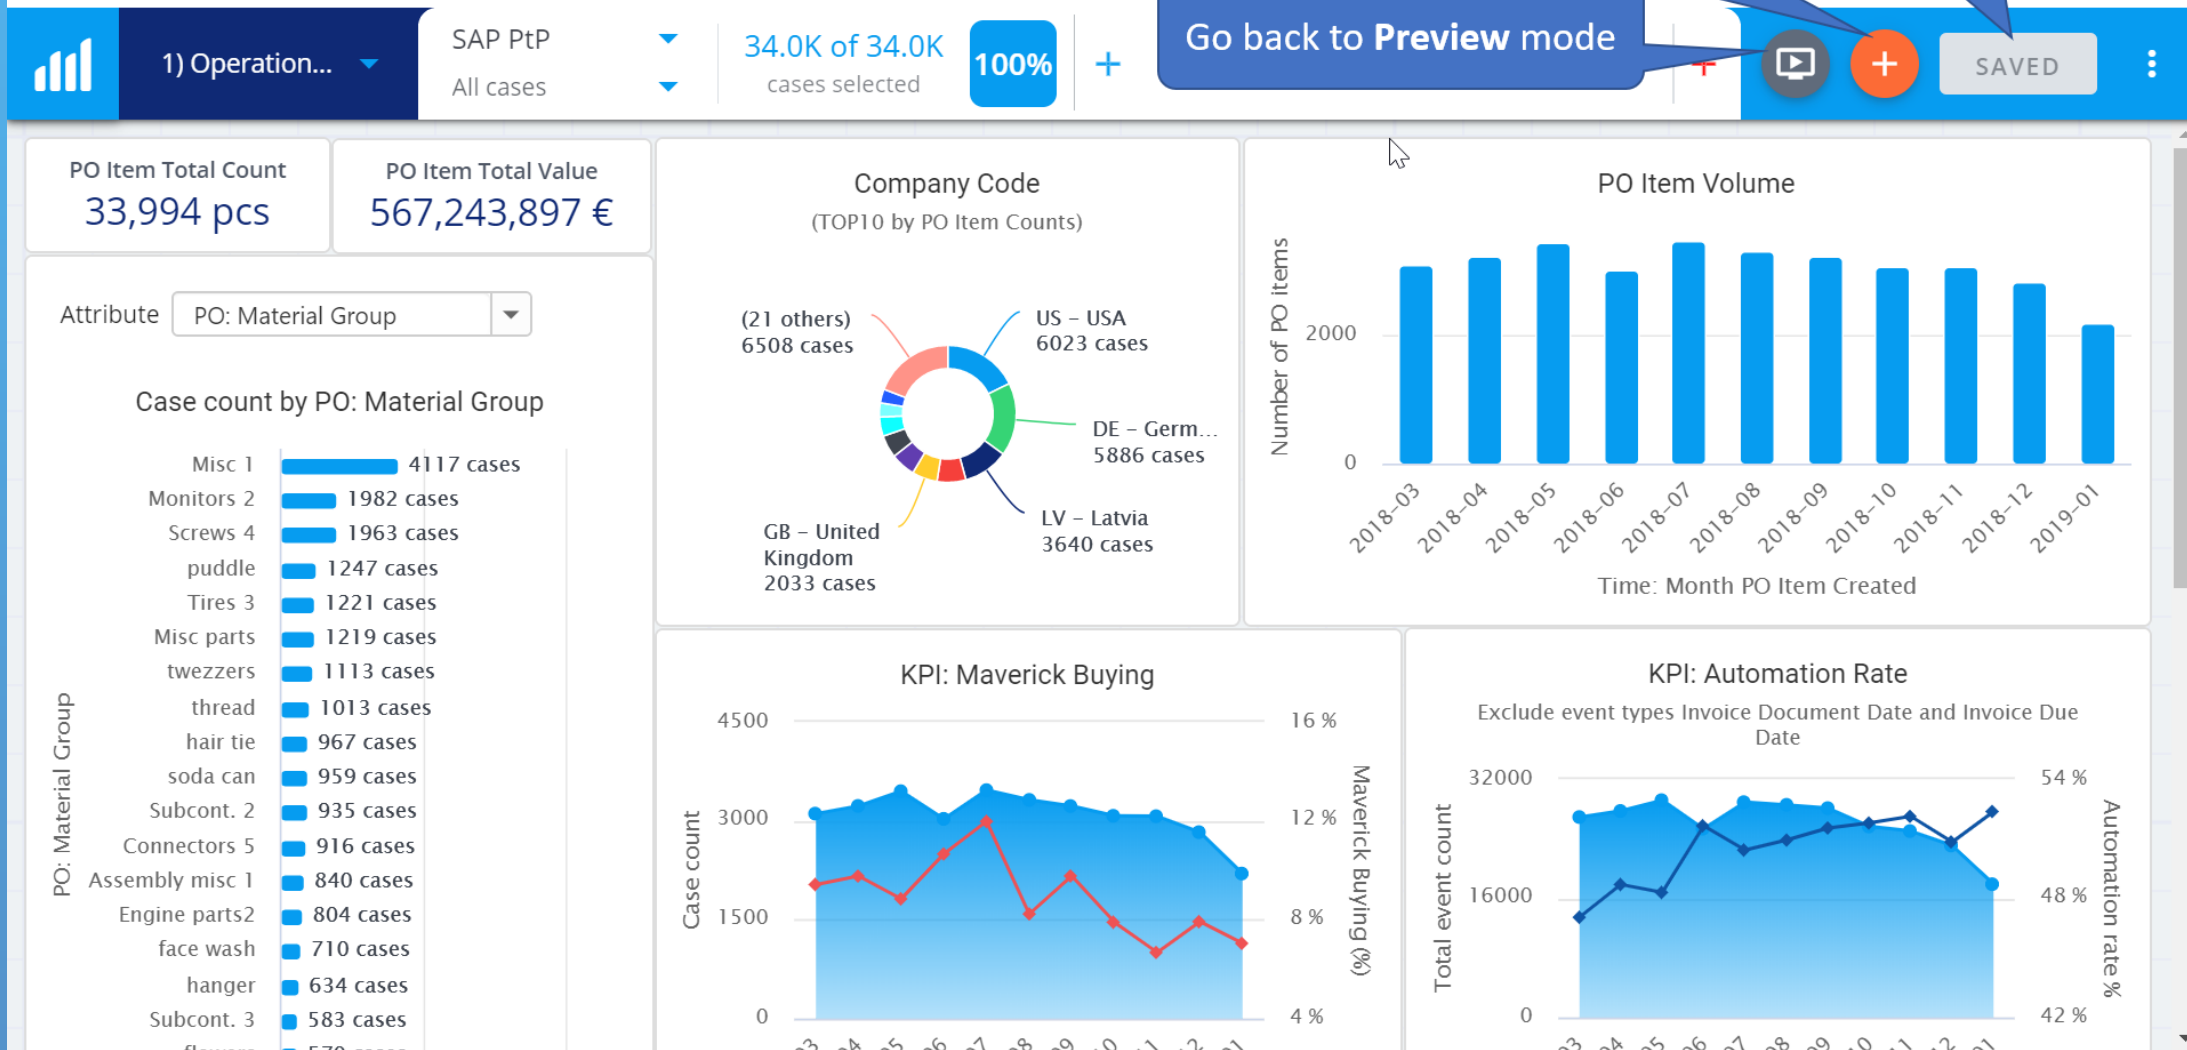 1) Operation...
SAP PtP
All cases
34.0K of 34.0K
cases selected
100%
+
Go back to Preview mode
+
+
SAVED
PO Item Total Count
33,994 pcs
PO Item Total Value
567,243,897 €
Attribute
PO: Material Group
Case count by PO: Material Group
PO: Material Group
Misc 1
4117 cases
Monitors 2
1982 cases
Screws 4
1963 cases
puddle
1247 cases
Tires 3
1221 cases
Misc parts
1219 cases
twezzers
1113 cases
thread
1013 cases
hair tie
967 cases
soda can
959 cases
Subcont. 2
935 cases
Connectors 5
916 cases
Assembly misc 1
840 cases
Engine parts2
804 cases
face wash
710 cases
hanger
634 cases
Subcont. 3
583 cases
Company Code
(TOP10 by PO Item Counts)
(21 others)
6508 cases
US – USA
6023 cases
DE – Germ...
5886 cases
LV – Latvia
3640 cases
GB – United
Kingdom
2033 cases
PO Item Volume
Number of PO items
2000
0
2018-03
2018-04
2018-05
2018-06
2018-07
2018-08
2018-09
2018-10
2018-11
2018-12
2019-01
Time: Month PO Item Created
KPI: Maverick Buying
Case count
4500
3000
1500
0
16 %
12 %
8 %
4 %
Maverick Buying (%)
KPI: Automation Rate
Exclude event types Invoice Document Date and Invoice Due
Date
Total event count
32000
16000
0
54 %
48 %
42 %
Automation rate %